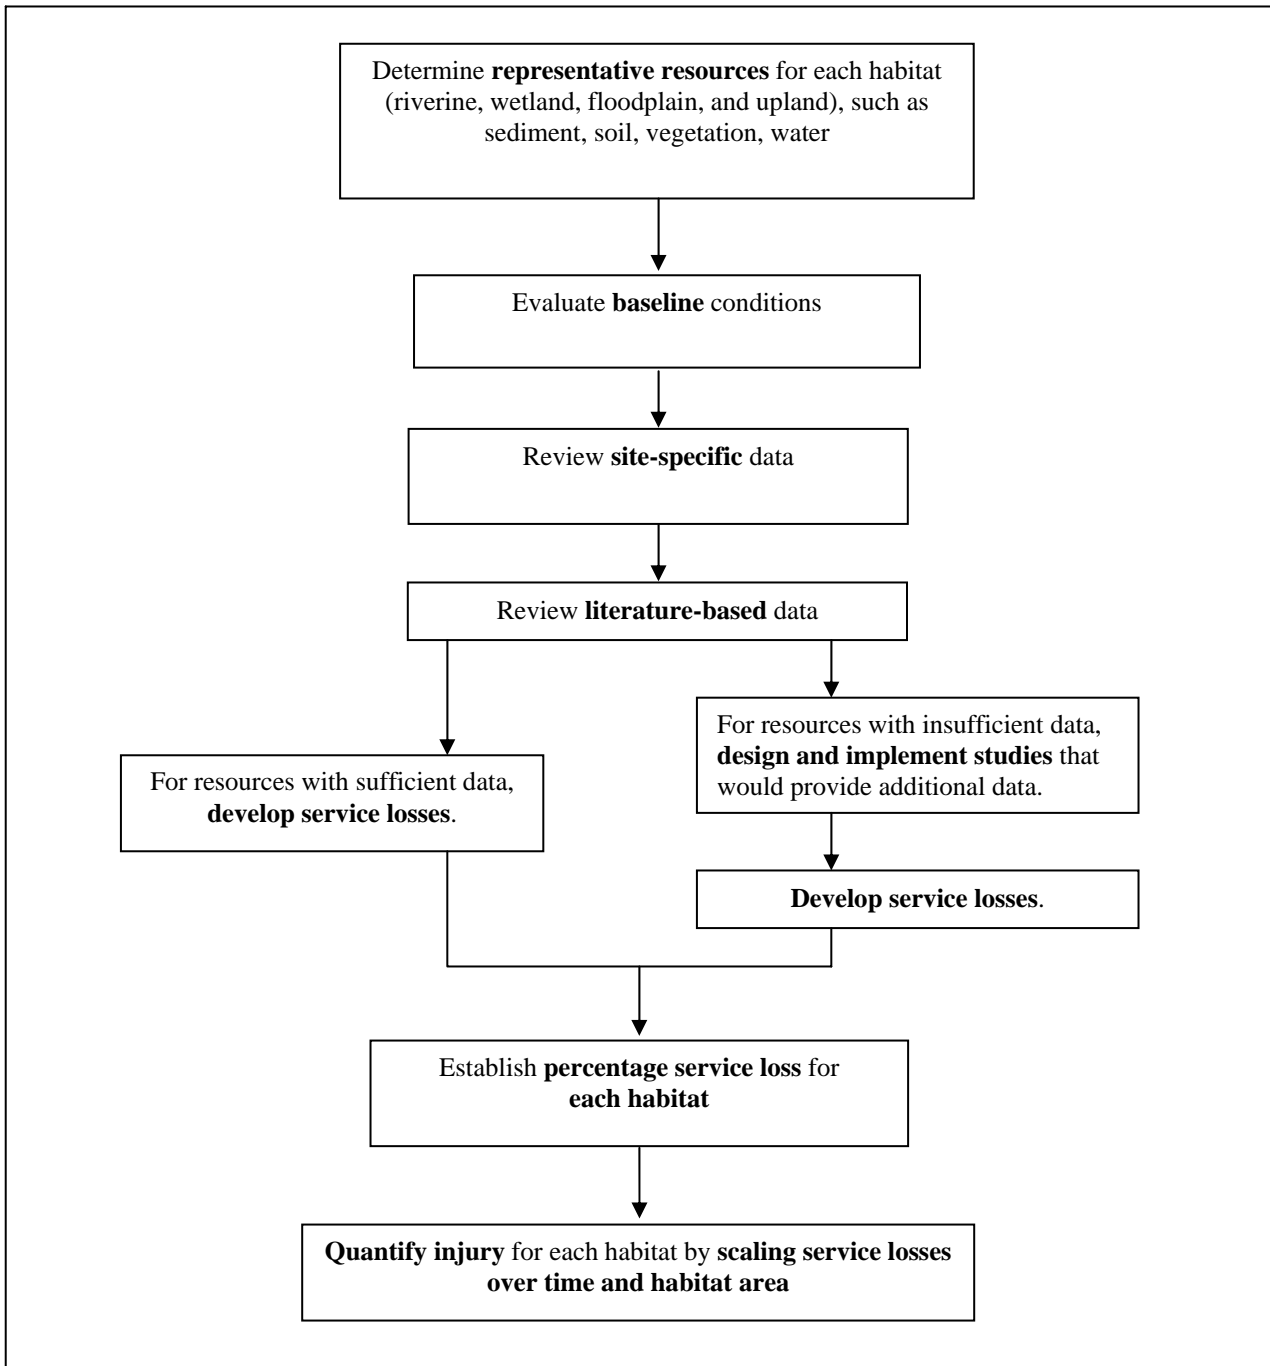 Determine representative resources for each habitat
(riverine, wetland, floodplain, and upland), such as
sediment, soil, vegetation, water
Evaluate baseline conditions
Review site-specific data
Review literature-based data
For resources with sufficient data,
develop service losses.
For resources with insufficient data,
design and implement studies that
would provide additional data.
Develop service losses.
Establish percentage service loss for
each habitat
Quantify injury for each habitat by scaling service losses
over time and habitat area